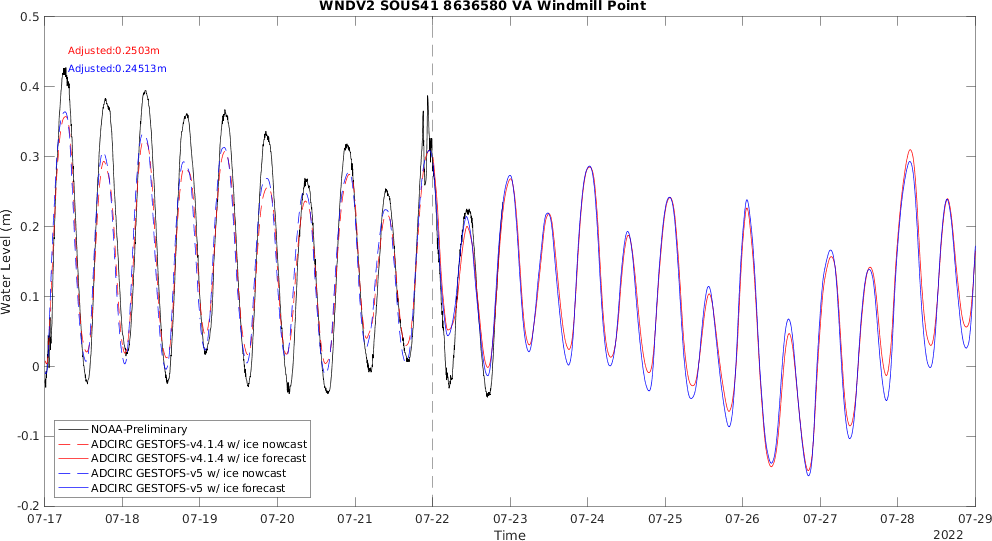 WNDV2 SOUS41 8636580 VA Windmill Point
Adjusted:0.2503m
Adjusted:0.24513m
0.5
0.4
0.3
0.2
0.1
0
-0.1
-0.2
Water Level (m)
NOAA-Preliminary
ADCIRC GESTOFS-v4.1.4 w/ ice nowcast
ADCIRC GESTOFS-v4.1.4 w/ ice forecast
ADCIRC GESTOFS-v5 w/ ice nowcast
ADCIRC GESTOFS-v5 w/ ice forecast
07-17 07-18 07-19 07-20 07-21 07-22 07-23 07-24 07-25 07-26 07-27 07-28 07-29
Time
2022